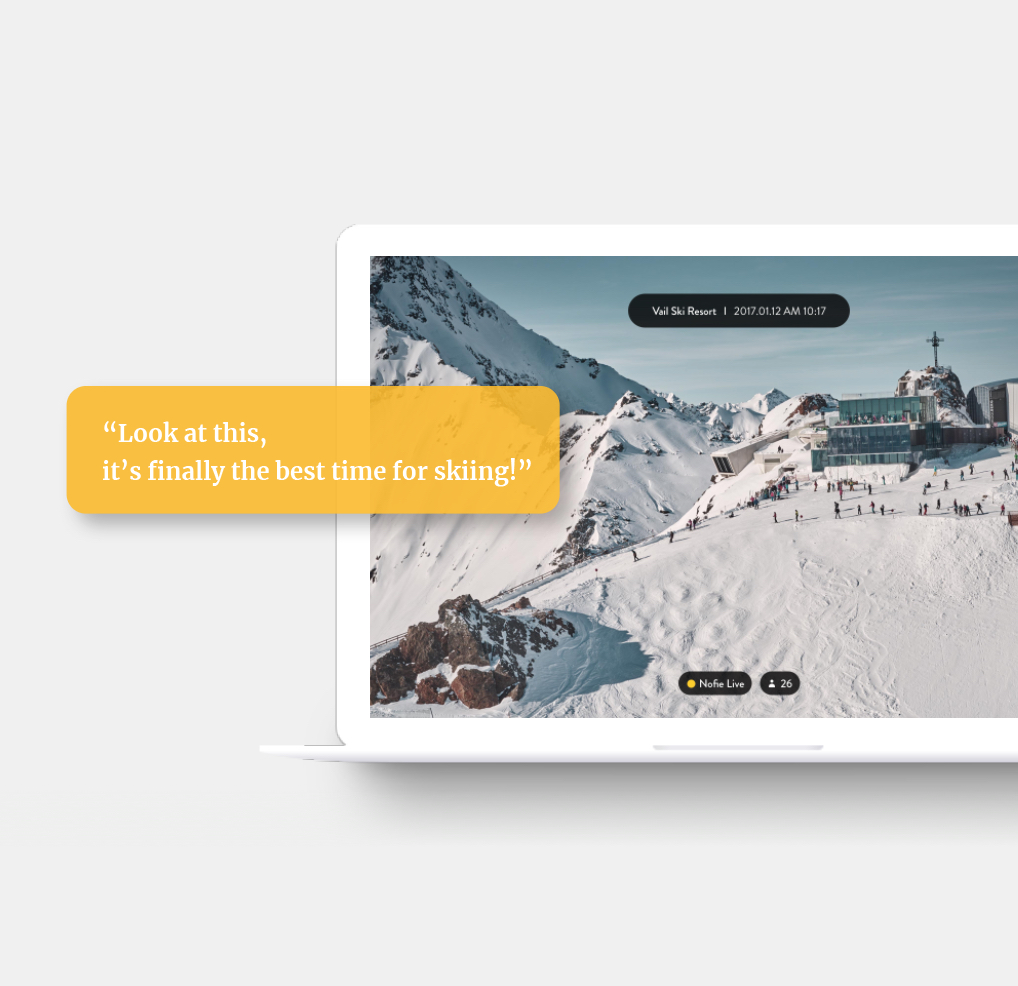 Vail Ski Resort | 2017.01.12 AM 10:17
“Look at this,
it’s finally the best time for skiing!”
Nofie Live
26